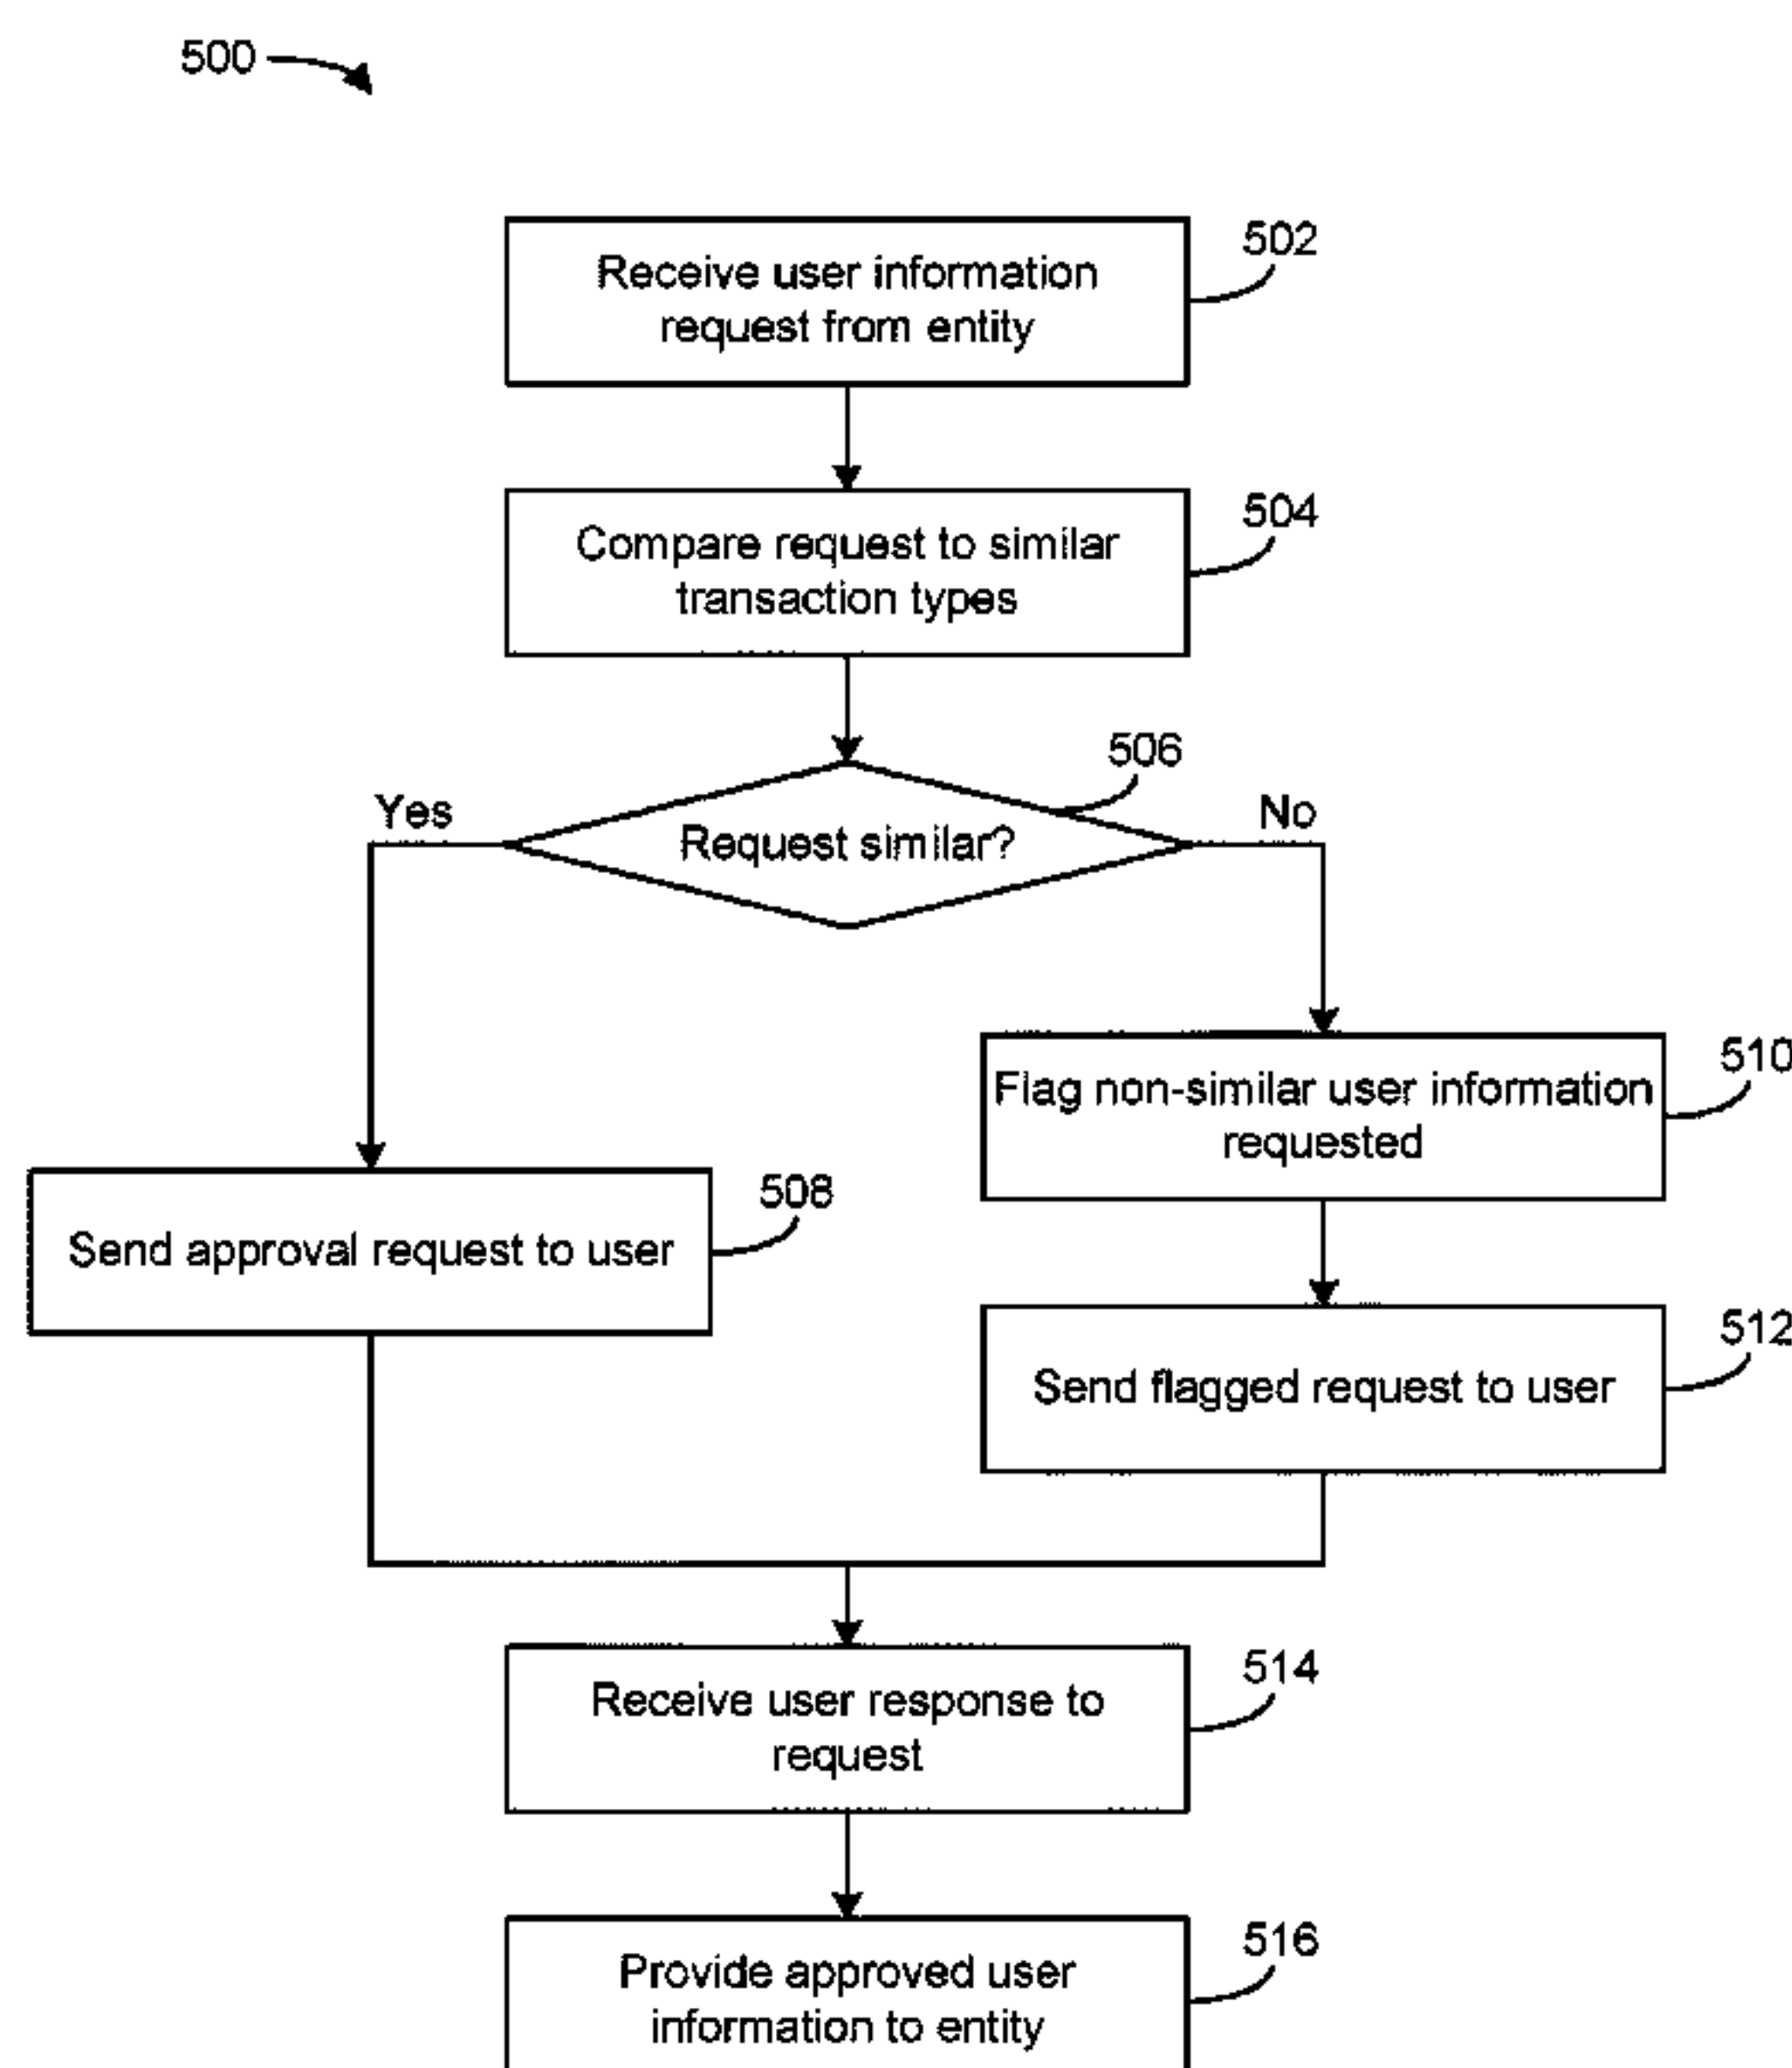 500
502
Receive user information
request from entity
504
Compare request to similar
transaction types
506
Yes
No
Request similar?
510
Flag non-similar user information
requested
508
Send approval request to user
512
Send flagged request to user
514
Receive user response to
request
516
Provide approved user
information to entity